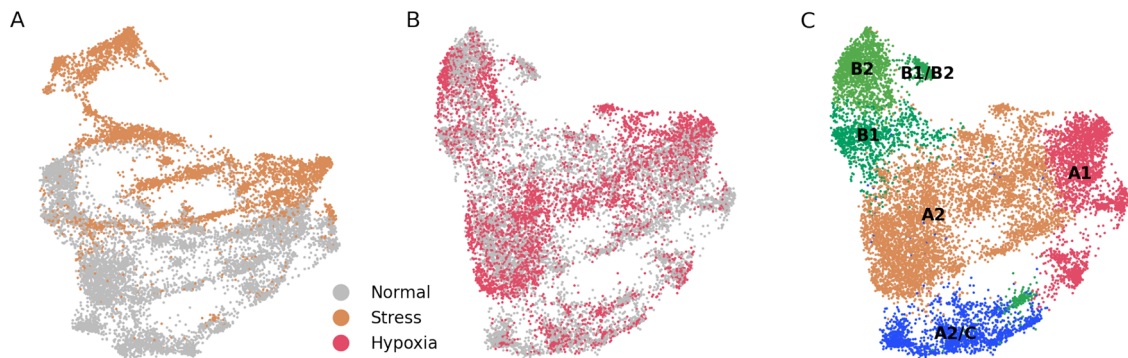 A
B
C
B2
B1/B2
B1
A1
A2
A2/C
Normal
Stress
Hypoxia